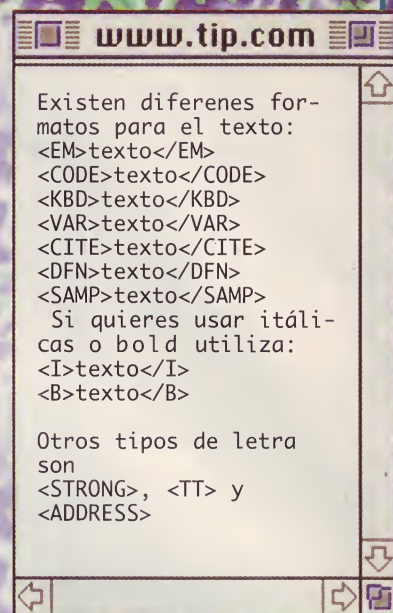 www.tip.com
Existen diferenes for-
matos para el texto:
<EM>texto</EM>
<CODE>texto</CODE>
<KBD>texto</KBD>
<VAR>texto</VAR>
<CITE>texto</CITE>
<DFN>texto</DFN>
<SAMP>texto</SAMP>
Si quieres usar itáli-
cas o bold utiliza:
<I>texto</I>
<B>texto</B>
Otros tipos de letra
son
<STRONG>, <TT> y
<ADDRESS>